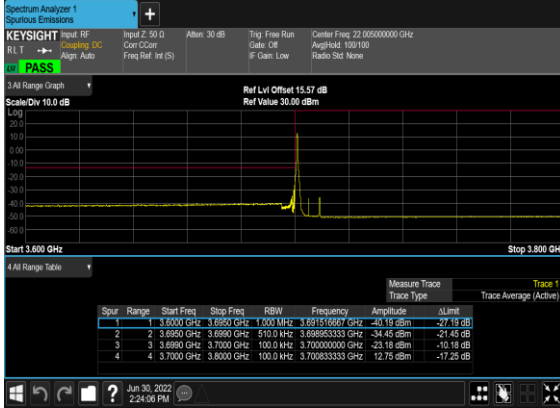 Spectrum Analyzer 1
Spurious Emissions
KEYSIGHT Input: RF Input Z: 50 Ω Atten: 30 dB Trig: Free Run Center Freq: 22.005000000 GHz
RLT Coupling: DC Corr CCorr Gate: Off Avg|Hold: 100/100
Align: Auto Freq Ref: Int (S) IF Gain: Low Radio Std: None
PASS
3 All Range Graph Ref Lvl Offset 15.57 dB
Scale/Div 10.0 dB Ref Value 30.00 dBm
Log
20.0
10.0
0.00
-10.0
-20.0
-30.0
-40.0
-50.0
-60.0
Start 3.600 GHz Stop 3.800 GH
4 All Range Table
Measure Trace Trace 1
Trace Type Trace Average (Active)
Spur Range Start Freq Stop Freq RBW Frequency Amplitude ΔLimit
1 1 3.6000 GHz 3.6950 GHz 1.000 MHz 3.691516667 GHz -40.19 dBm -27.19 dB
2 2 3.6950 GHz 3.6990 GHz 510.0 kHz 3.698953333 GHz -34.45 dBm -21.45 dB
3 3 3.6990 GHz 3.7000 GHz 100.0 kHz 3.700000000 GHz -23.18 dBm -10.18 dB
4 4 3.7000 GHz 3.8000 GHz 100.0 kHz 3.700833333 GHz 12.75 dBm -17.25 dB
Jun 30, 2022
2:24:06 PM